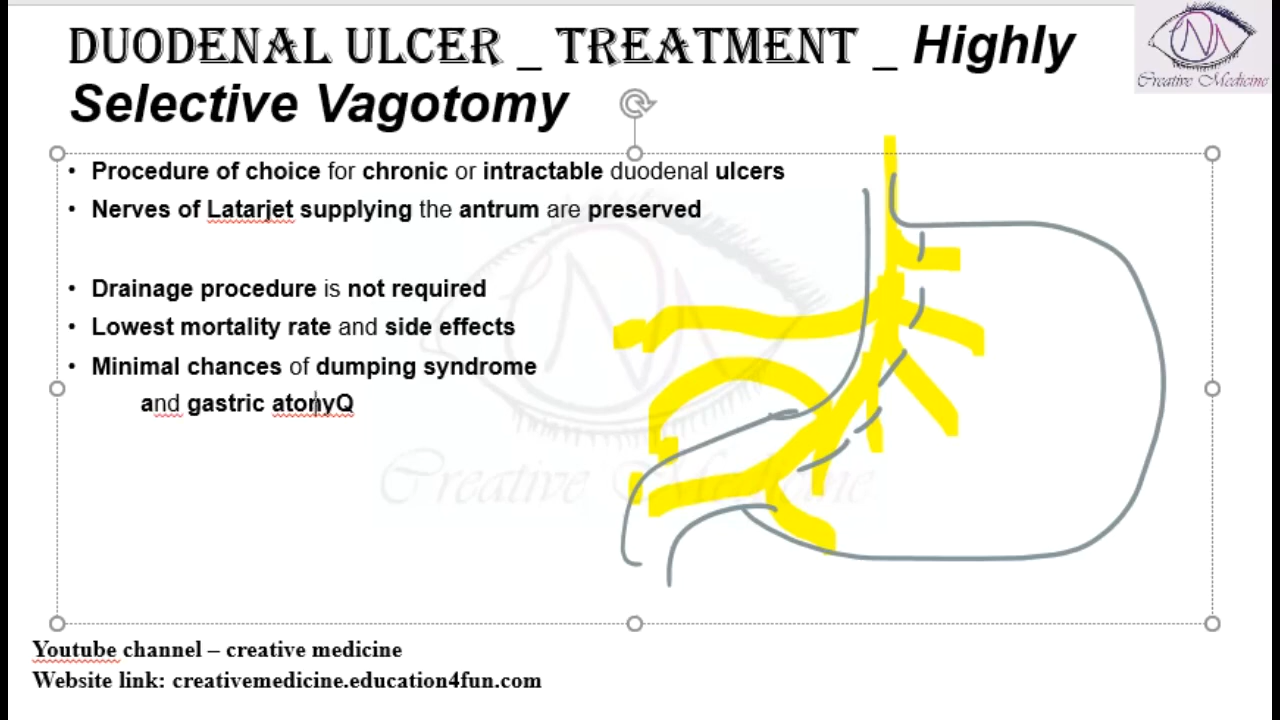 DUODENAL ULCER _ TREATMENT _ Highly
Selective Vagotomy
Creative Medicine
• Procedure of choice for chronic or intractable duodenal ulcers
• Nerves of Latarjet supplying the antrum are preserved
• Drainage procedure is not required
• Lowest mortality rate and side effects
• Minimal chances of dumping syndrome
and gastric atonyQ
Creative Medicine
Youtube channel – creative medicine
Website link: creativemedicine.education4fun.com